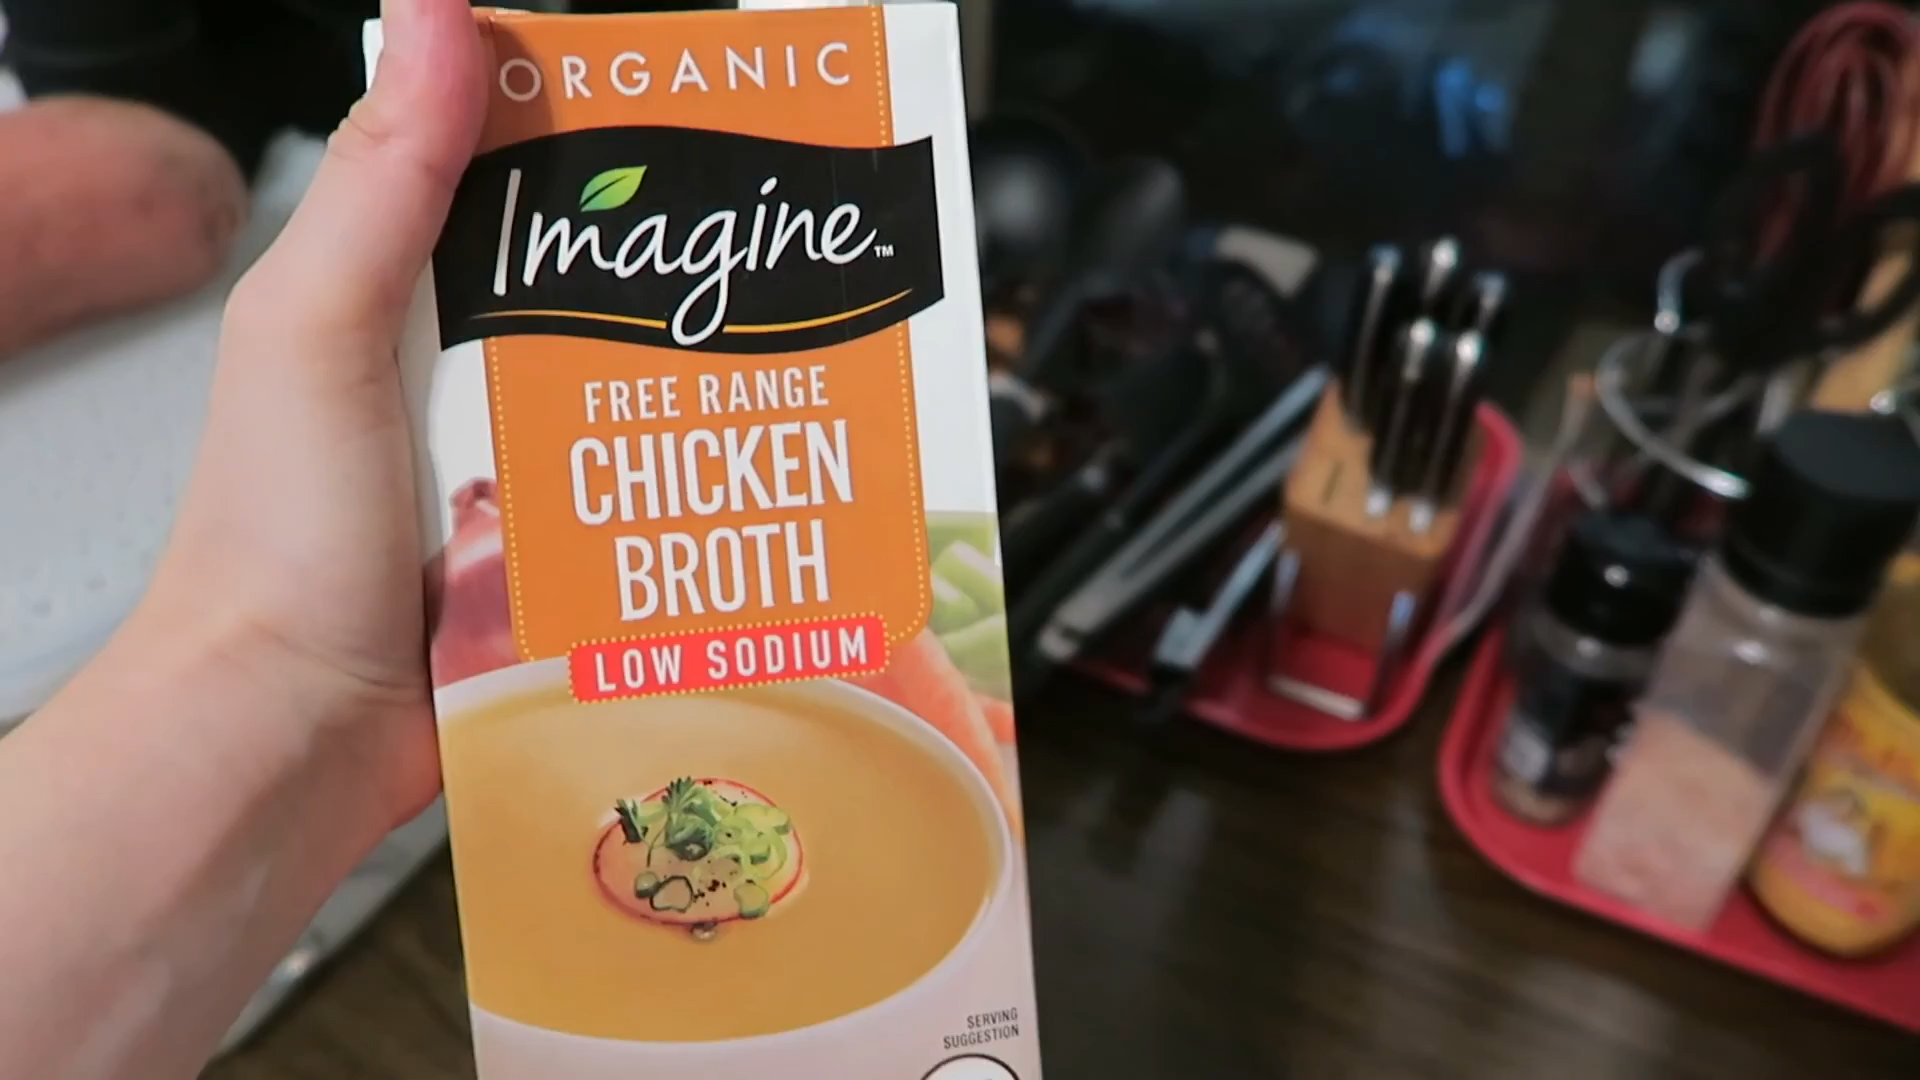 ORGANIC
Imagine™
FREE RANGE
CHICKEN
BROTH
LOW SODIUM
SERVING
SUGGESTION